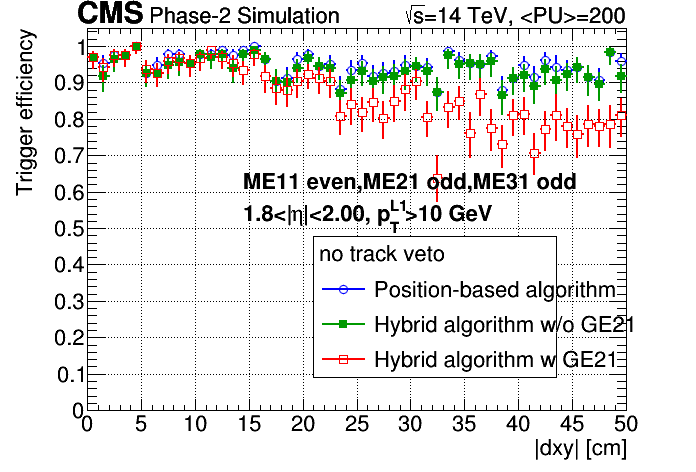 CMS Phase-2 Simulation √s=14 TeV, <PU>=200
Trigger efficiency
1
0.9
0.8
0.7
0.6
0.5
0.4
0.3
0.2
0.1
0
ME11 even,ME21 odd,ME31 odd
1.8<|η|<2.00, p_T^L1>10 GeV
no track veto
Position-based algorithm
Hybrid algorithm w/o GE21
Hybrid algorithm w GE21
0 5 10 15 20 25 30 35 40 45 50
|dxy| [cm]